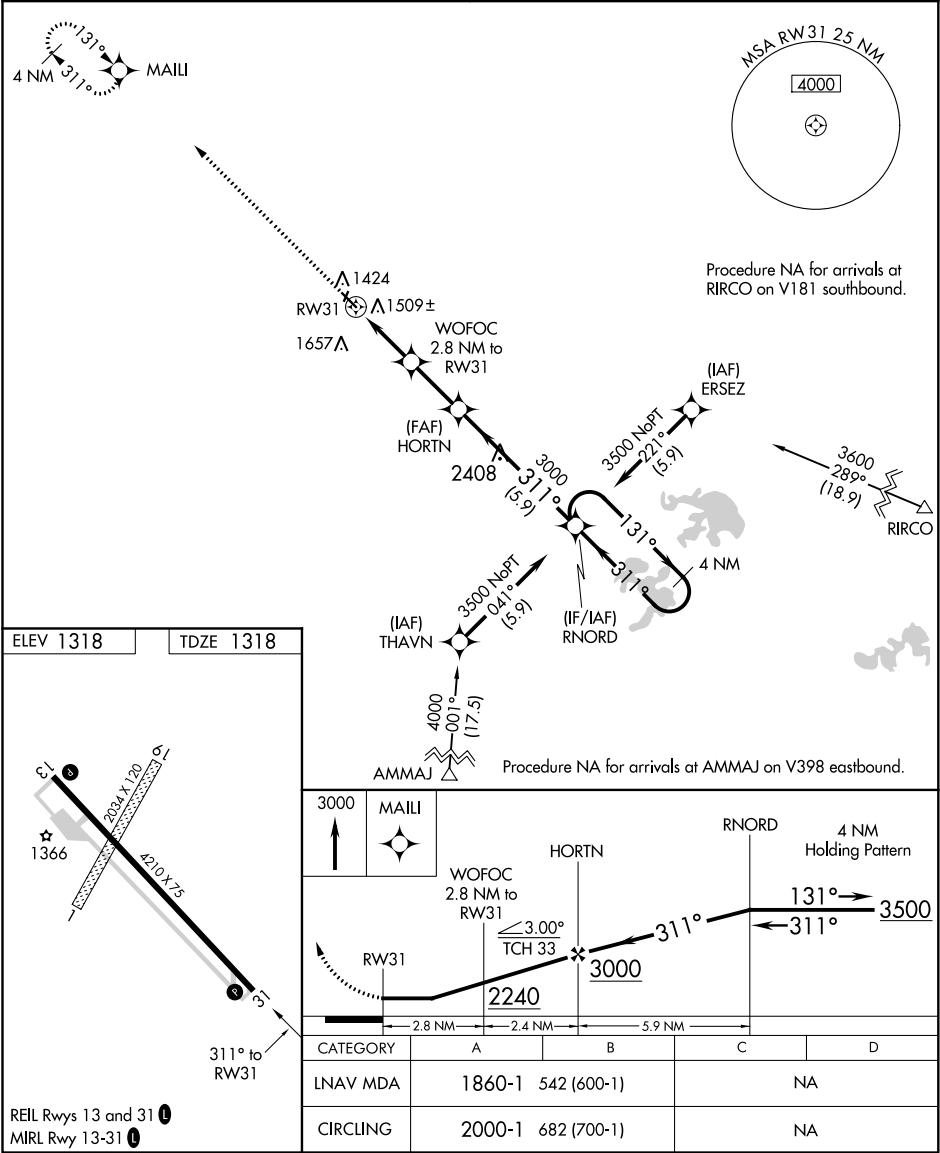 131°
311°
4 NM
MAILI
MSA RW31 25 NM
4000
Procedure NA for arrivals at
RIRCO on V181 southbound.
1424
RW31
1509±
1657
WOFOC
2.8 NM to
RW31
(FAF)
HORTN
2408
3000
311°
(5.9)
(IAF)
ERSEZ
3500 NoPT
221°
(5.9)
3600
289°
(18.9)
RIRCO
131°
311°
4 NM
(IF/IAF)
RNORD
3500 NoPT
041°
(5.9)
(IAF)
THAVN
4000
001°
(17.5)
AMMAJ
Procedure NA for arrivals at AMMAJ on V398 eastbound.
ELEV 1318
TDZE 1318
13
P
19
2034 X 120
1366
4210 X 75
1
P
31
311° to
RW31
REIL Rwys 13 and 31 L
MIRL Rwy 13-31 L
3000
MAILI
RNORD
4 NM
Holding Pattern
HORTN
WOFOC
2.8 NM to
RW31
3.00°
TCH 33
RW31
131°
311°
311°
3500
3000
2240
2.8 NM
2.4 NM
5.9 NM
CATEGORY A B C D
LNAV MDA 1860-1 542 (600-1) NA
CIRCLING 2000-1 682 (700-1) NA